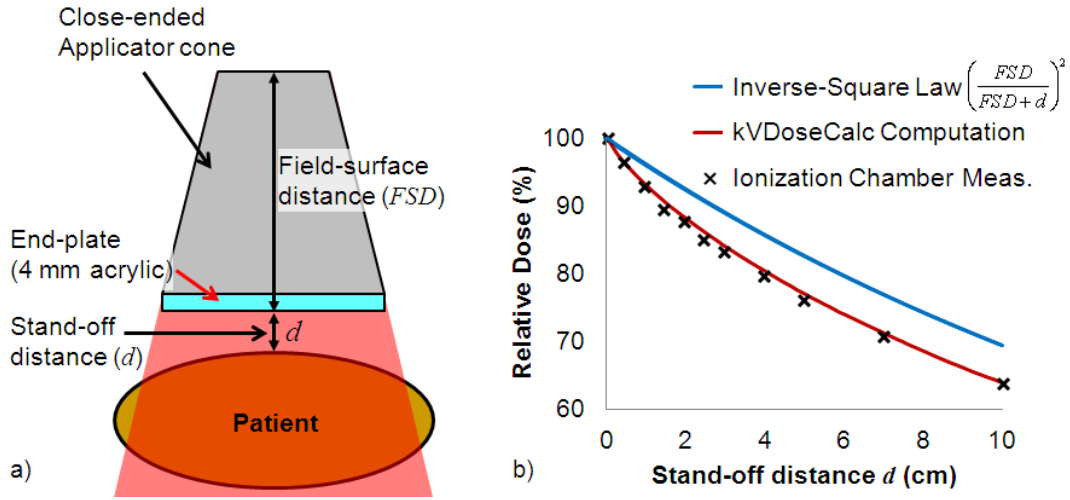 Close-ended
Applicator cone
Field-surface
distance (FSD)
End-plate
(4 mm acrylic)
Stand-off
distance (d)
d
Patient
a)
Inverse-Square Law (FSD / FSD + d)²
kVDoseCalc Computation
Ionization Chamber Meas.
Relative Dose (%)
100
90
80
70
60
0
2
4
6
8
10
Stand-off distance d (cm)
b)